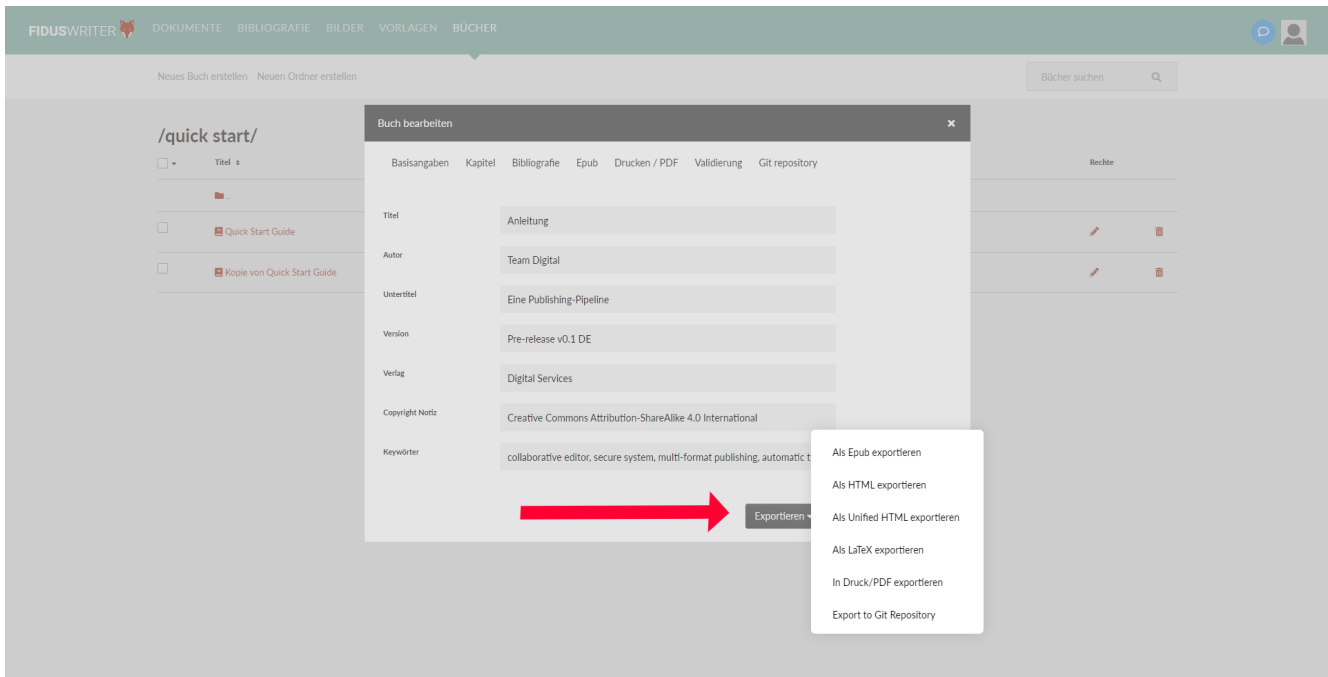 FIDUSWRITER DOKUMENTE BIBLIOGRAFIE BILDER VORLAGEN BÜCHER
Neues Buch erstellen Neuen Ordner erstellen Bücher suchen
/quick start/
Titel Rechte
..
Quick Start Guide
Kopie von Quick Start Guide
Buch bearbeiten ×
Basisangaben Kapitel Bibliografie Epub Drucken / PDF Validierung Git repository
Titel Anleitung
Autor Team Digital
Untertitel Eine Publishing-Pipeline
Version Pre-release v0.1 DE
Verlag Digital Services
Copyright Notiz Creative Commons Attribution-ShareAlike 4.0 International
Keywörter collaborative editor, secure system, multi-format publishing, automatic t
Exportieren
Als Epub exportieren
Als HTML exportieren
Als Unified HTML exportieren
Als LaTeX exportieren
In Druck/PDF exportieren
Export to Git Repository